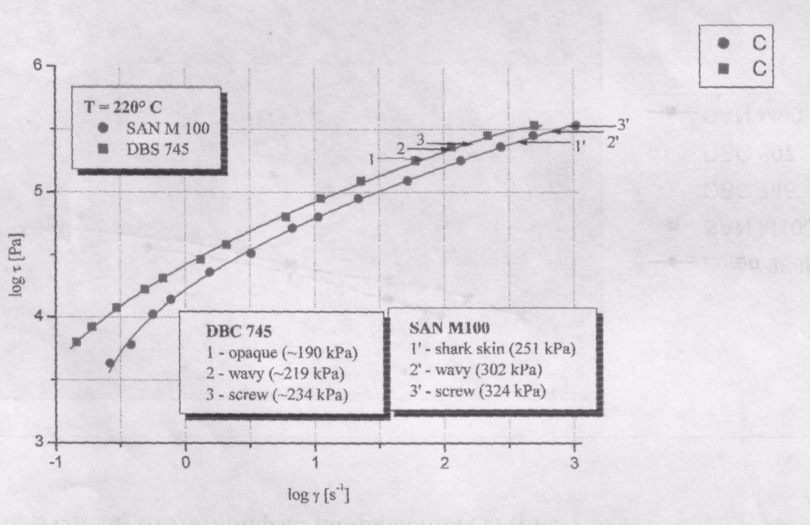 C
C
6
T = 220° C
SAN M 100
DBS 745
3
2
1
3'
1'
2'
5
log τ [Pa]
4
DBC 745
1 - opaque (~190 kPa)
2 - wavy (~219 kPa)
3 - screw (~234 kPa)
SAN M100
1' - shark skin (251 kPa)
2' - wavy (302 kPa)
3' - screw (324 kPa)
3
-1 0 1 2 3
log γ [s⁻¹]